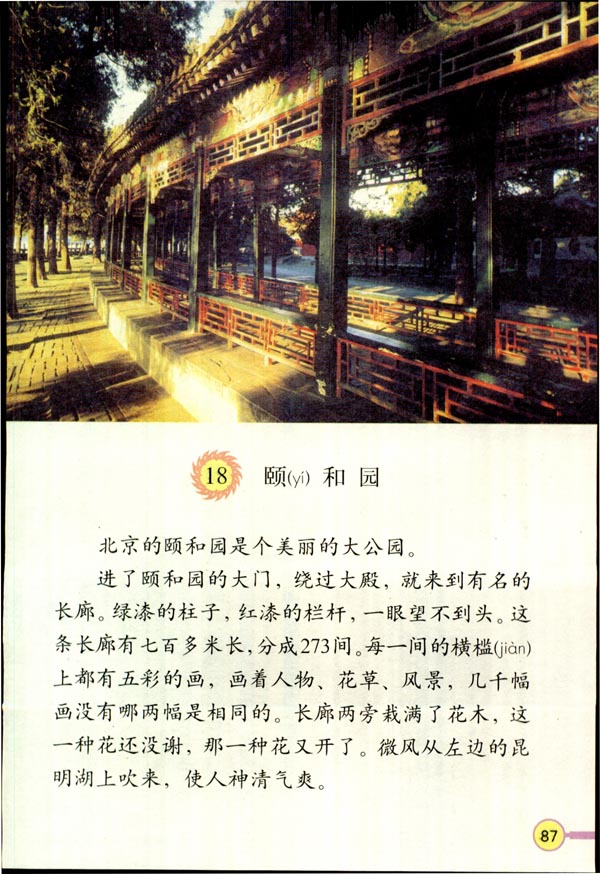 18 颐(yí) 和 园
北京的颐和园是个美丽的大公园。
进了颐和园的大门，绕过大殿，就来到有名的
长廊。绿漆的柱子，红漆的栏杆，一眼望不到头。这
条长廊有七百多米长，分成273间。每一间的横槛(jiàn)
上都有五彩的画，画着人物、花草、风景，几千幅
画没有哪两幅是相同的。长廊两旁栽满了花木，这
一种花还没谢，那一种花又开了。微风从左边的昆
明湖上吹来，使人神清气爽。
87